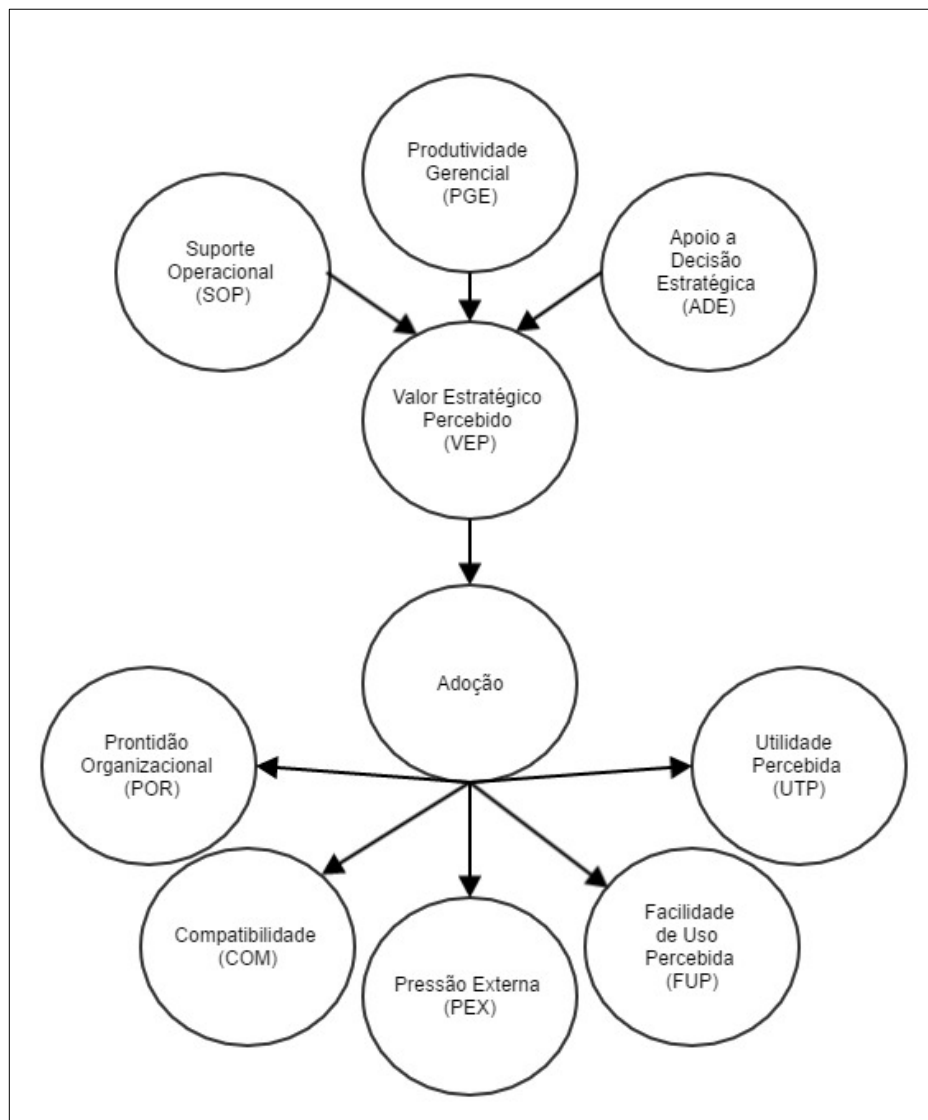 Produtividade
Gerencial
(PGE)
Suporte
Operacional
(SOP)
Apoio a
Decisão
Estratégica
(ADE)
Valor Estratégico
Percebido
(VEP)
Adoção
Prontidão
Organizacional
(POR)
Utilidade
Percebida
(UTP)
Compatibilidade
(COM)
Pressão Externa
(PEX)
Facilidade
de Uso
Percebida
(FUP)